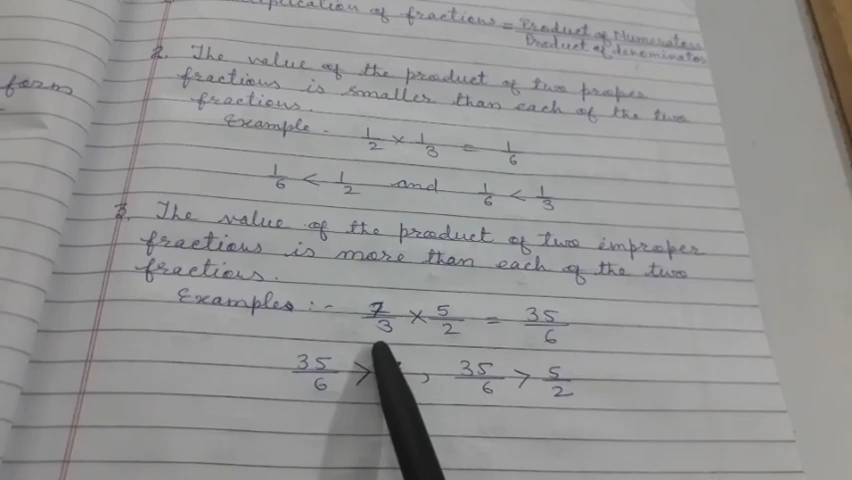 of fractions = Product of Numerators / Product of denominator
2. The value of the product of two proper
fractions is smaller than each of the two
fractions.
Example - 1/2 × 1/3 = 1/6
1/6 < 1/2 and 1/6 < 1/3
form
3. The value of the product of two improper
fractions is more than each of the two
fractions.
Examples :- 7/3 × 5/2 = 35/6
35/6 > , 35/6 > 5/2